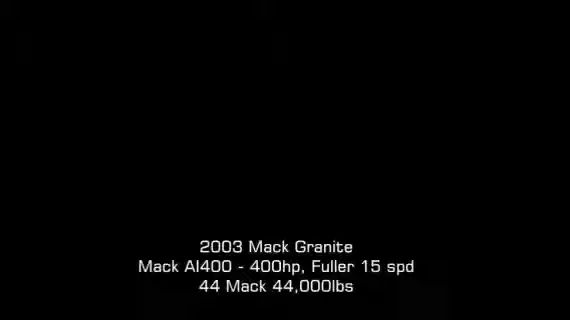 2003 Mack Granite
Mack AI400 - 400hp, Fuller 15 spd
44 Mack 44,000lbs